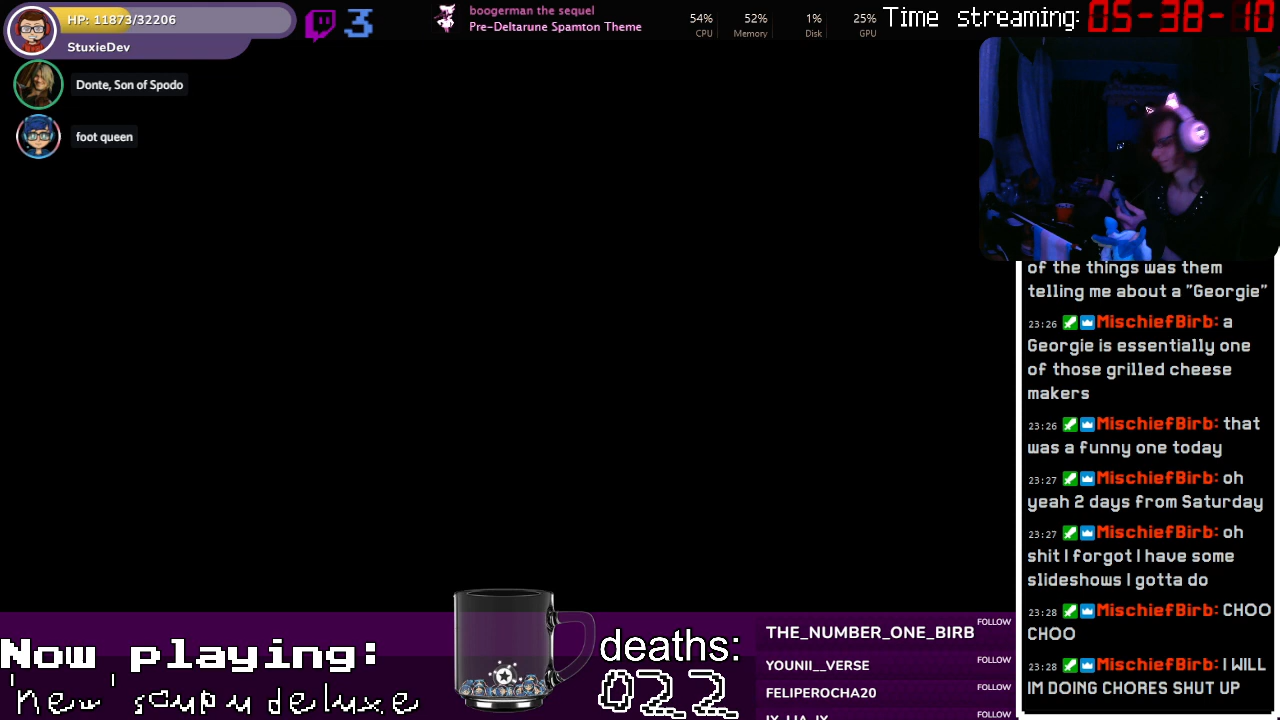 HP: 11873/32206
StuxieDev
3
boogerman the sequel
Pre-Deltarune Spamton Theme
54% 52% 1% 25%
CPU Memory Disk GPU
Time streaming: 05-38-10
Donte, Son of Spodo
foot queen
of the things was them
telling me about a "Georgie"
23:26 MischiefBirb: a
Georgie is essentially one
of those grilled cheese
makers
23:26 MischiefBirb: that
was a funny one today
23:27 MischiefBirb: oh
yeah 2 days from Saturday
23:27 MischiefBirb: oh
shit I forgot I have some
slideshows I gotta do
23:28 MischiefBirb: CHOO
CHOO
23:28 MischiefBirb: I WILL
IM DOING CHORES SHUT UP
Now playing:
'new' soup u deluxe
deaths:
022
THE_NUMBER_ONE_BIRB FOLLOW
YOUNII__VERSE FOLLOW
FELIPEROCHA20 FOLLOW
FOLLOW